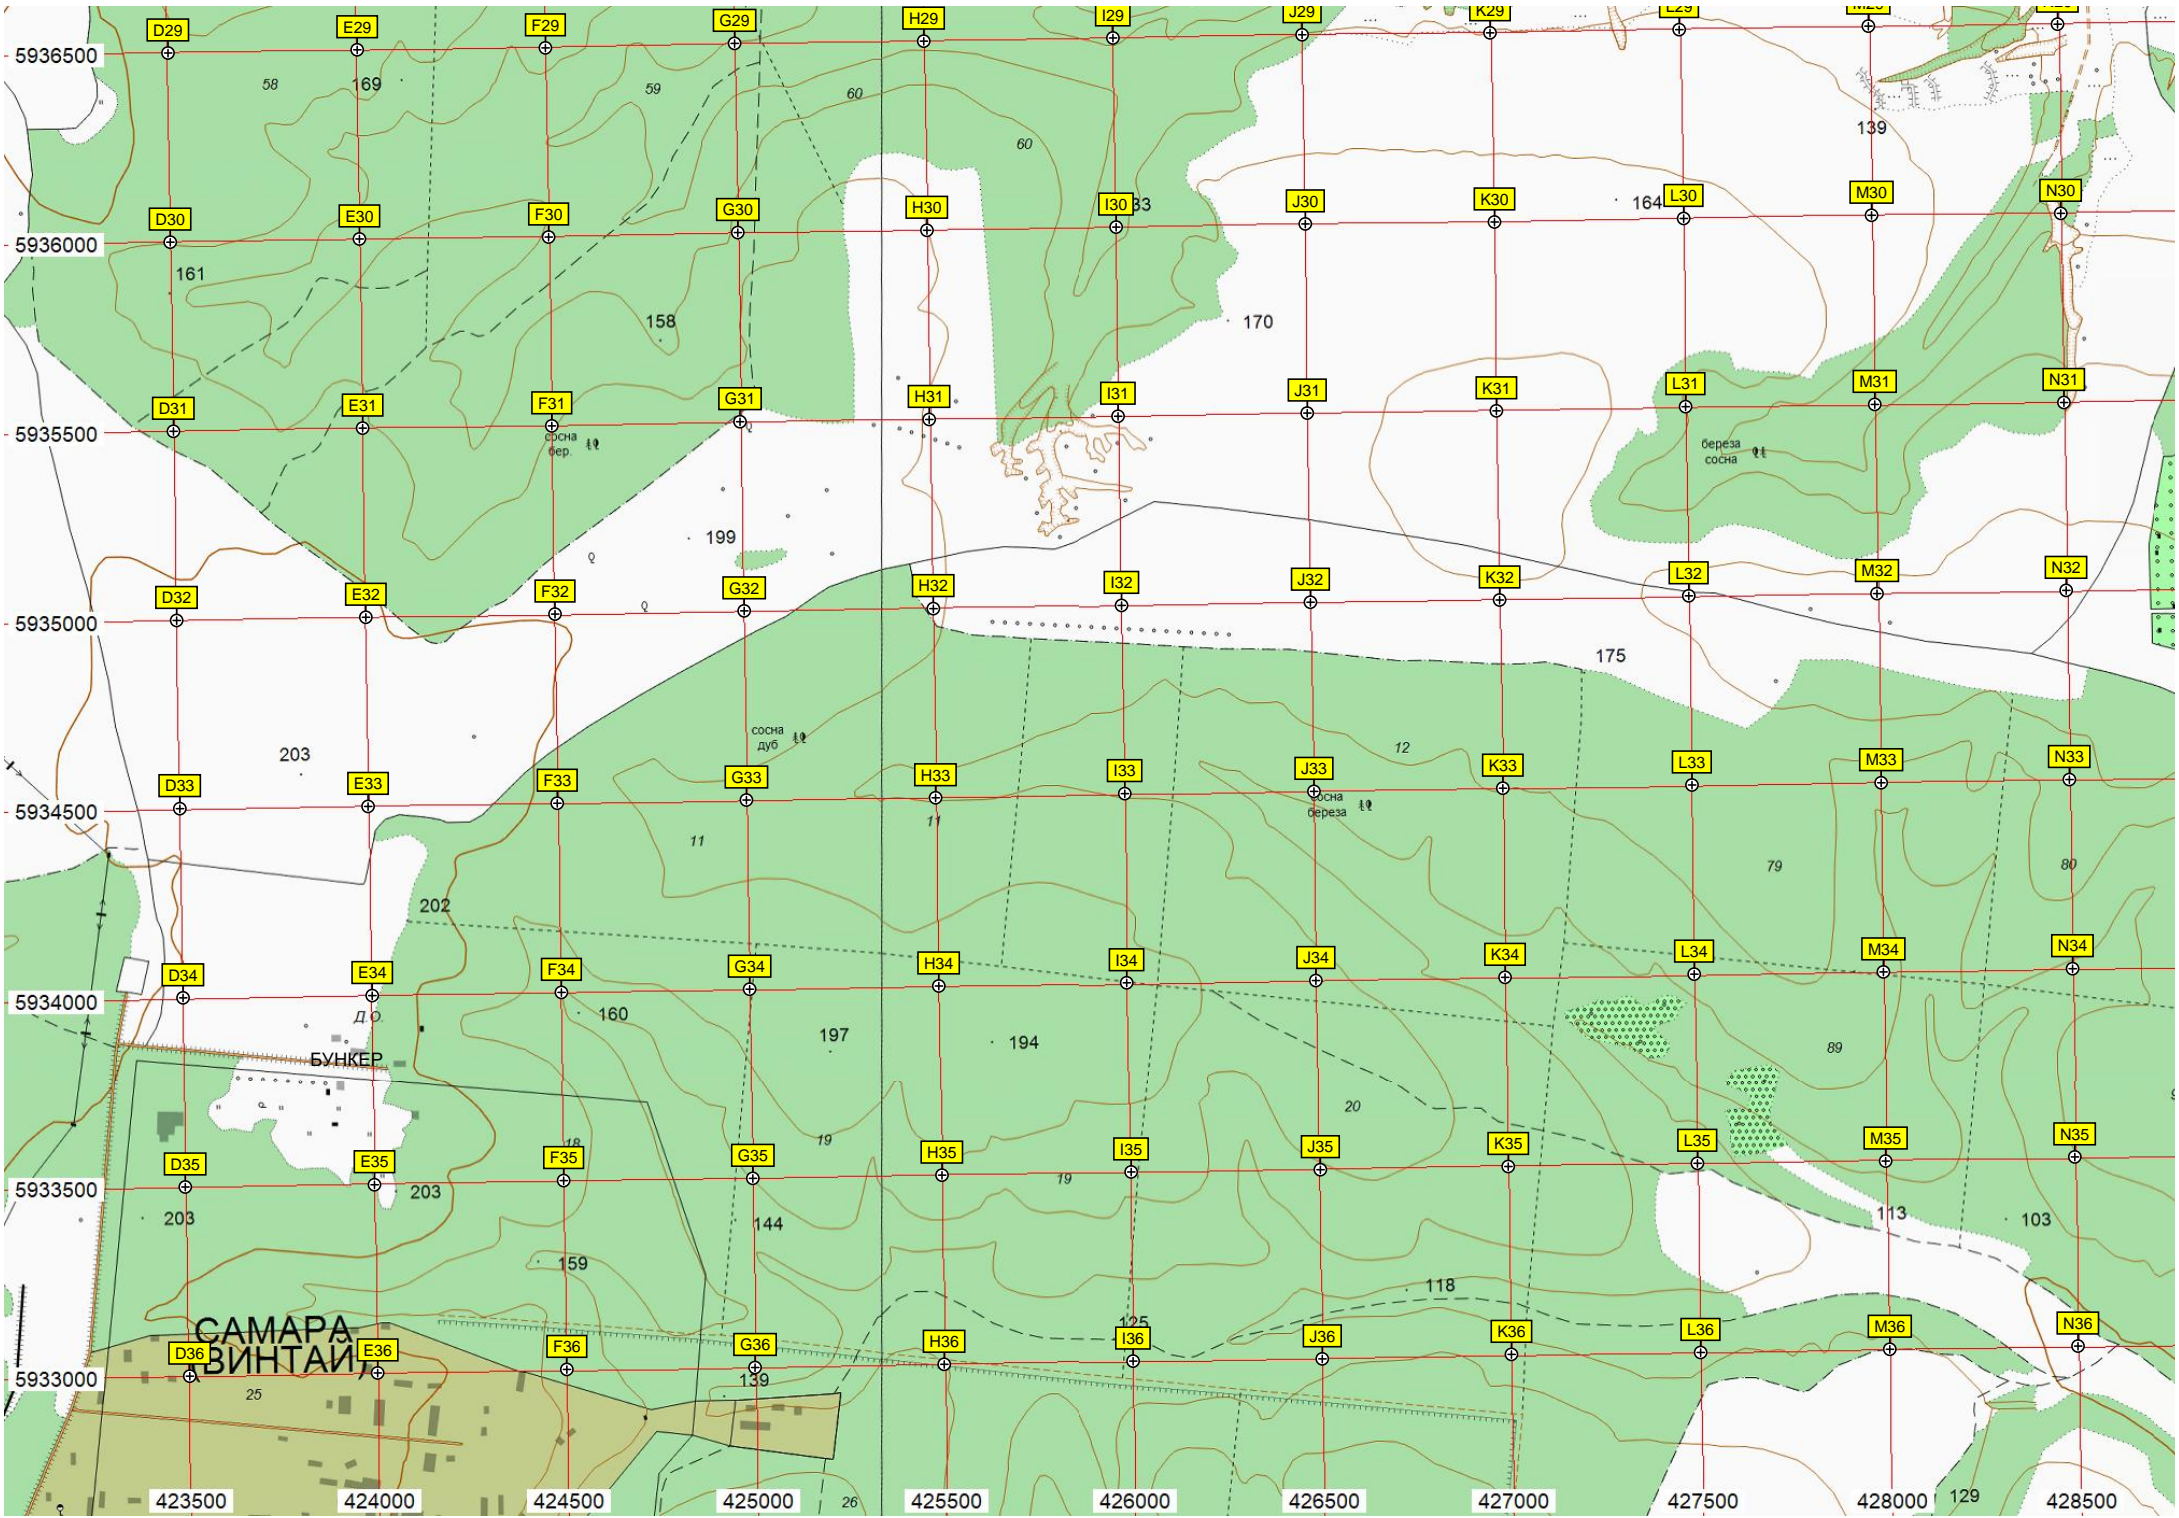 D29 E29 F29 G29 H29 I29 J29 K29 L29 M29
5936500
58 169 59 60 60 139
D30 E30 F30 G30 H30 I30 33 J30 K30 164 L30 M30 N30
5936000
161 158 170
D31 E31 F31 G31 H31 I31 J31 K31 L31 M31 N31
5935500
сосна
бер.
береза
сосна
199
D32 E32 F32 G32 H32 I32 J32 K32 L32 M32 N32
5935000
175
сосна
дуб
203 12
D33 E33 F33 G33 H33 I33 J33 K33 L33 M33 N33
5934500
сосна
береза
11 11 79 80
202
D34 E34 F34 G34 H34 I34 J34 K34 L34 M34 N34
5934000
Д.О. 160 197 194 89
БУНКЕР
18 19 20
D35 E35 F35 G35 H35 I35 J35 K35 L35 M35 N35
5933500
203 203 144 19 113 103
159 118
САМАРА
(ВИНТАЙ)
125
D36 E36 F36 G36 H36 I36 J36 K36 L36 M36 N36
5933000
25 139
26 129
423500 424000 424500 425000 425500 426000 426500 427000 427500 428000 428500